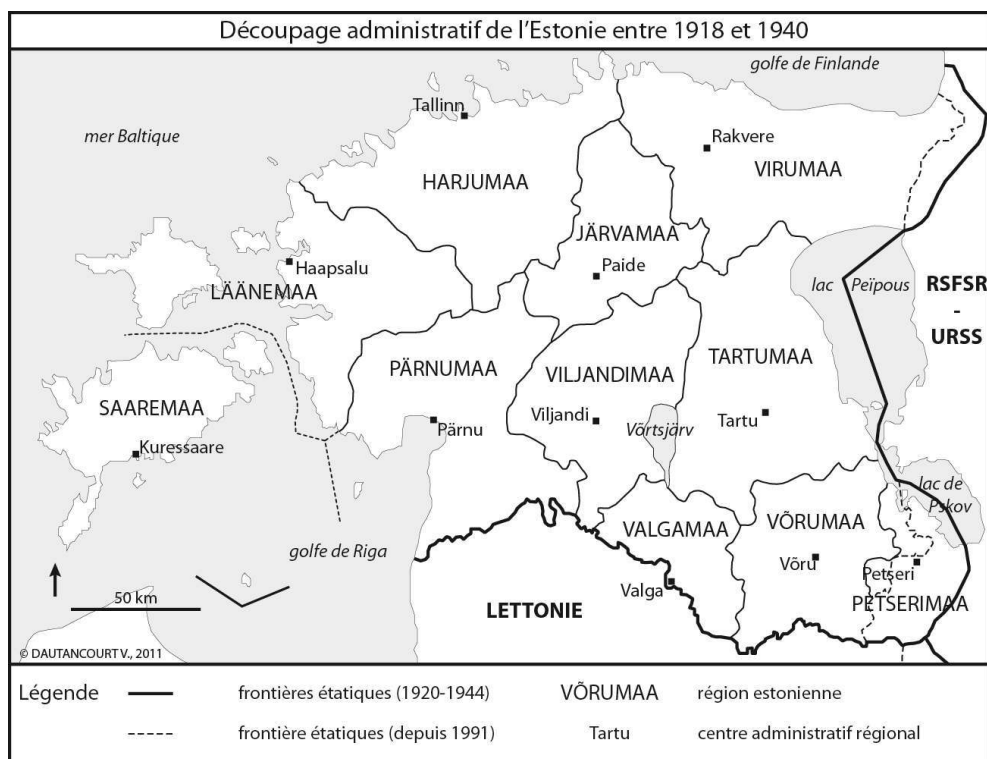 Découpage administratif de l'Estonie entre 1918 et 1940
golfe de Finlande
Tallinn
mer Baltique
Rakvere
HARJUMAA
VIRUMAA
JÄRVAMAA
Haapsalu
Paide
lac Peïpous
RSFSR
-
URSS
LÄÄNEMAA
PÄRNUMAA
VILJANDIMAA
TARTUMAA
SAAREMAA
Kuressaare
Pärnu
Viljandi
Võrtsjärv
Tartu
lac de
Pskov
VALGAMAA
VÕRUMAA
golfe de Riga
Võru
Petseri
50 km
LETTONIE
Valga
PETSERIMAA
© DAUTANCOURT V., 2011
Légende
frontières étatiques (1920-1944)
VÕRUMAA
région estonienne
frontière étatiques (depuis 1991)
Tartu
centre administratif régional